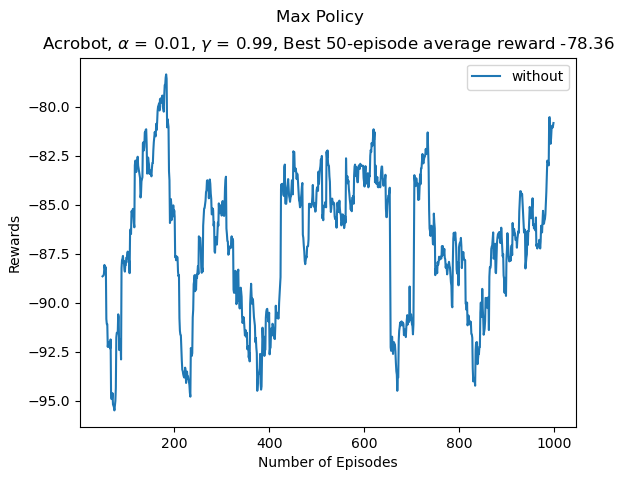 Max Policy
Acrobot, α = 0.01, γ = 0.99, Best 50-episode average reward -78.36
without
Rewards
−80.0
−82.5
−85.0
−87.5
−90.0
−92.5
−95.0
200
400
600
800
1000
Number of Episodes